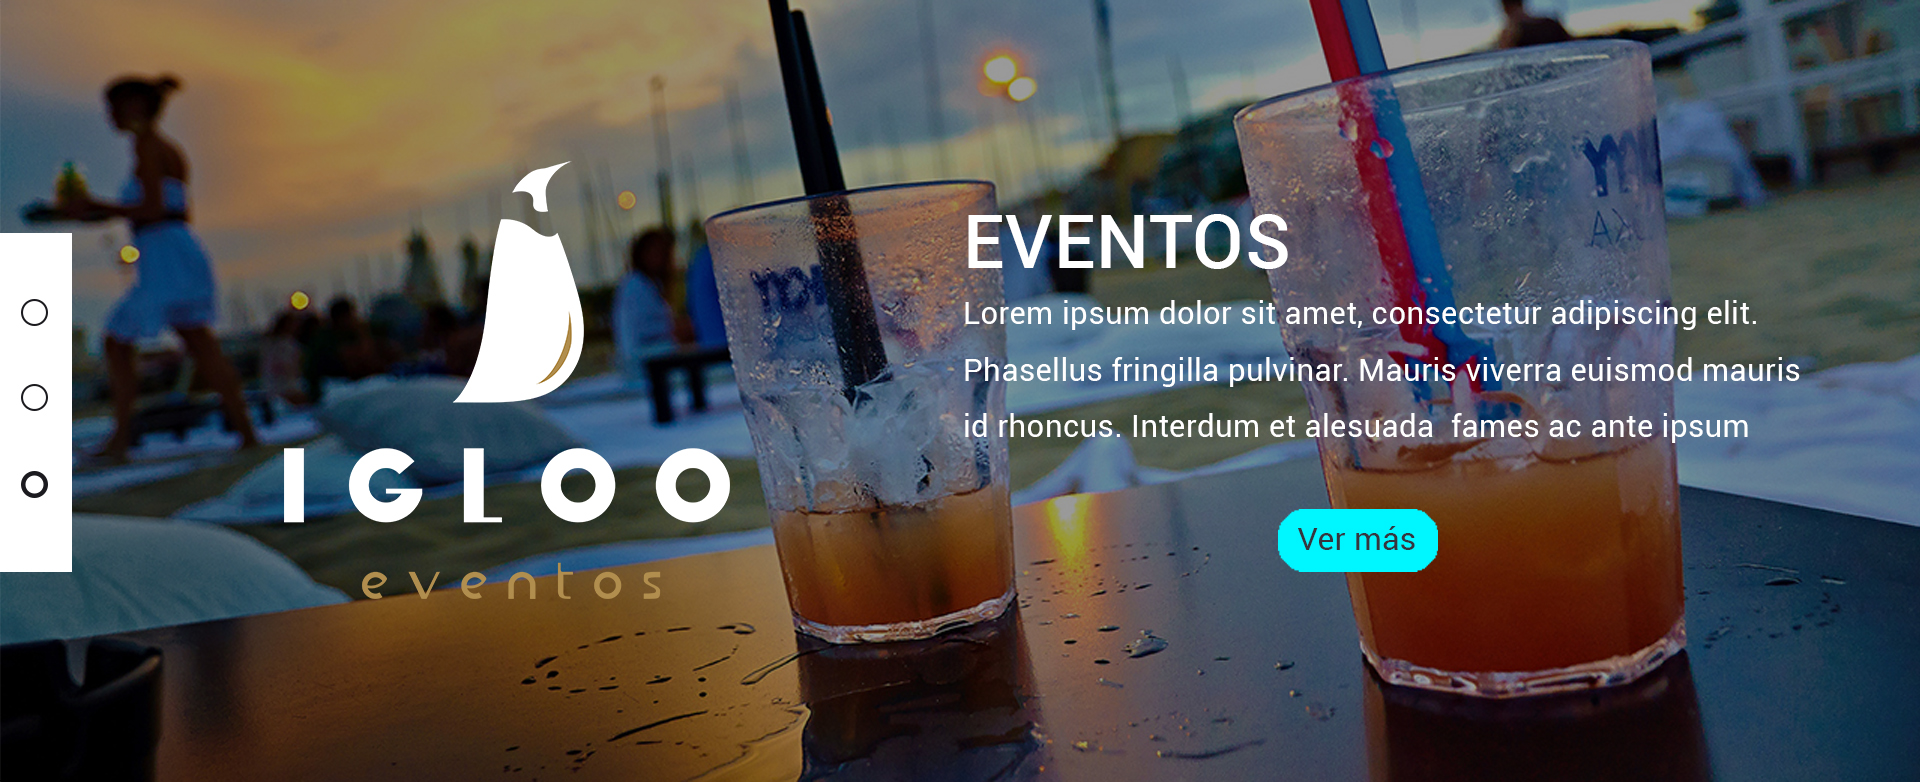 IGLOO
eventos
EVENTOS
Lorem ipsum dolor sit amet, consectetur adipiscing elit.
Phasellus fringilla pulvinar. Mauris viverra euismod mauris
id rhoncus. Interdum et alesuada  fames ac ante ipsum
Ver más